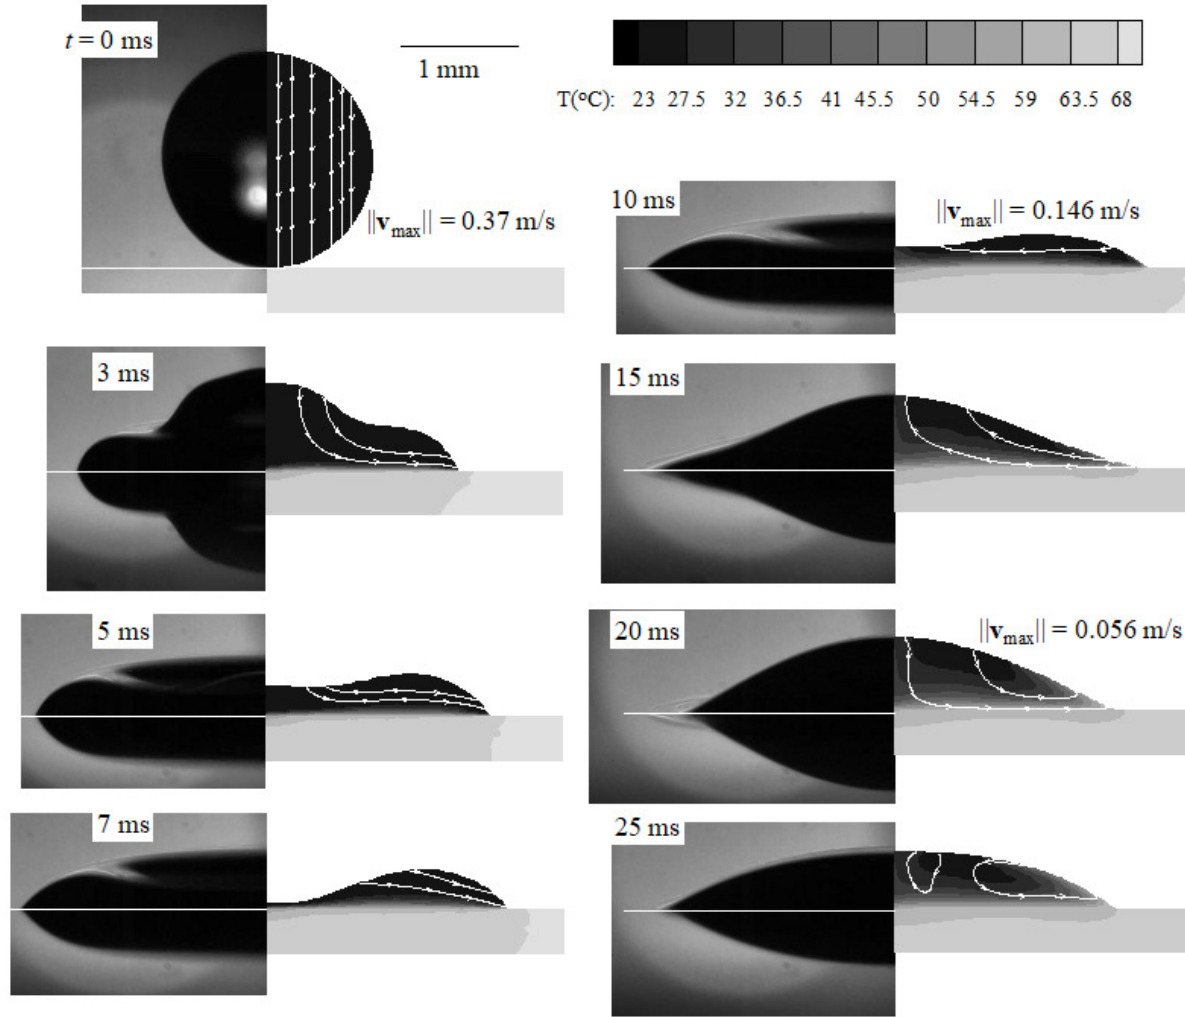 t = 0 ms
1 mm
||v_max|| = 0.37 m/s
T(°C): 23 27.5 32 36.5 41 45.5 50 54.5 59 63.5 68
3 ms
5 ms
7 ms
10 ms
||v_max|| = 0.146 m/s
15 ms
20 ms
||v_max|| = 0.056 m/s
25 ms